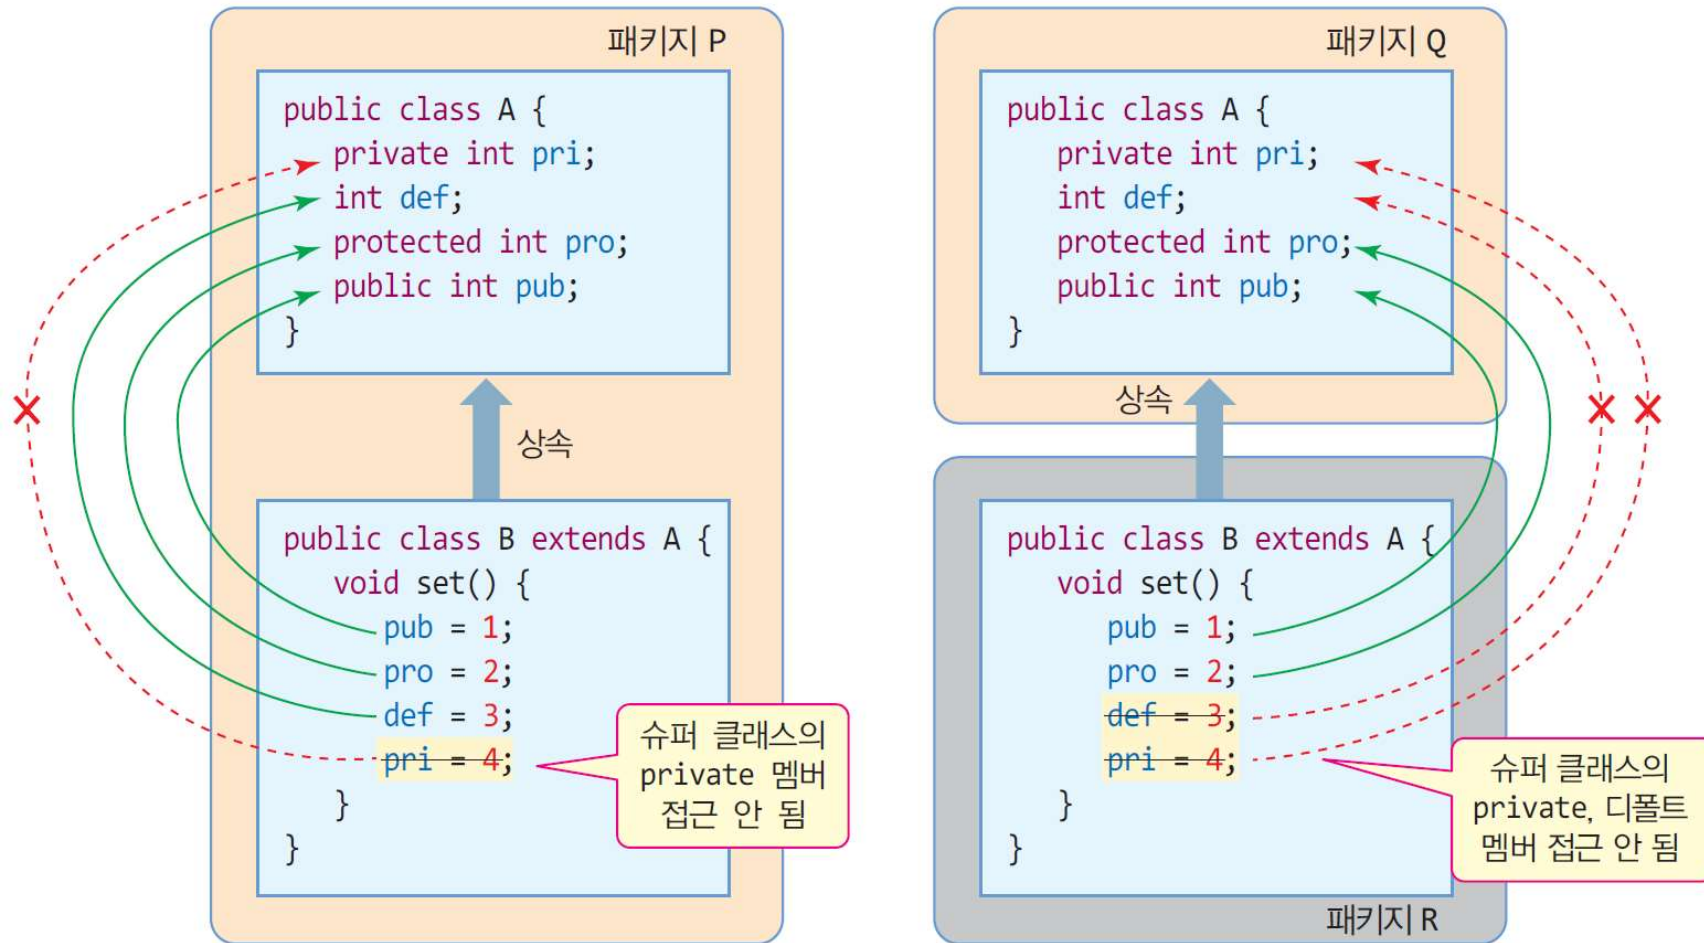 패키지 P
public class A {
private int pri;
int def;
protected int pro;
public int pub;
}
상속
public class B extends A {
void set() {
pub = 1;
pro = 2;
def = 3;
pri = 4;
}
}
슈퍼 클래스의
private 멤버
접근 안 됨
패키지 Q
public class A {
private int pri;
int def;
protected int pro;
public int pub;
}
상속
public class B extends A {
void set() {
pub = 1;
pro = 2;
def = 3;
pri = 4;
}
}
슈퍼 클래스의
private, 디폴트
멤버 접근 안 됨
패키지 R